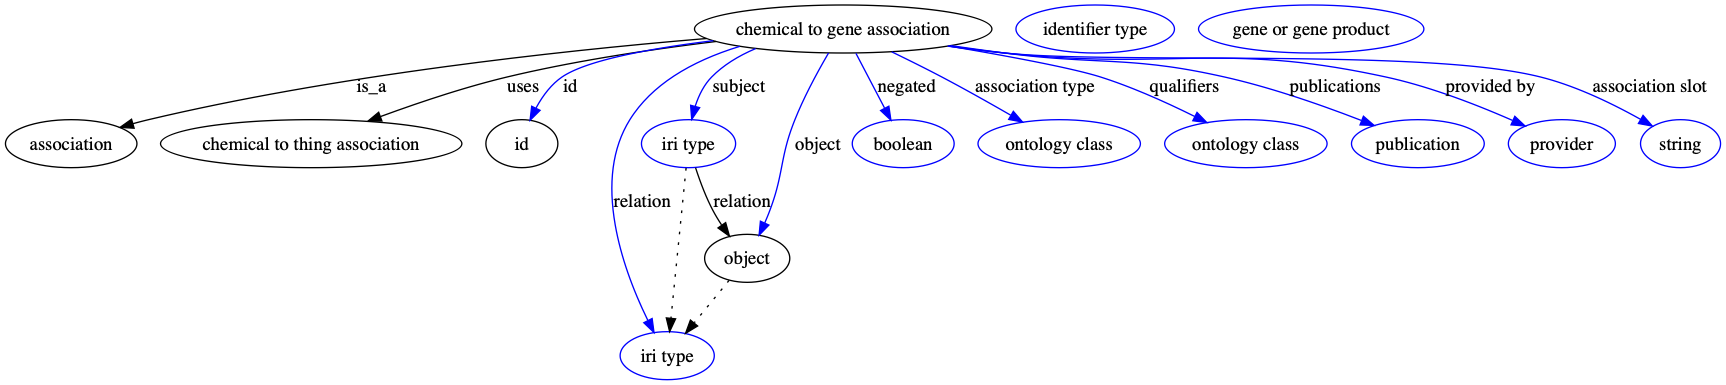 chemical to gene association
identifier type
gene or gene product
is_a
uses
id
subject
negated
association type
qualifiers
publications
provided by
association slot
association
chemical to thing association
id
iri type
object
boolean
ontology class
ontology class
publication
provider
string
relation
relation
object
iri type